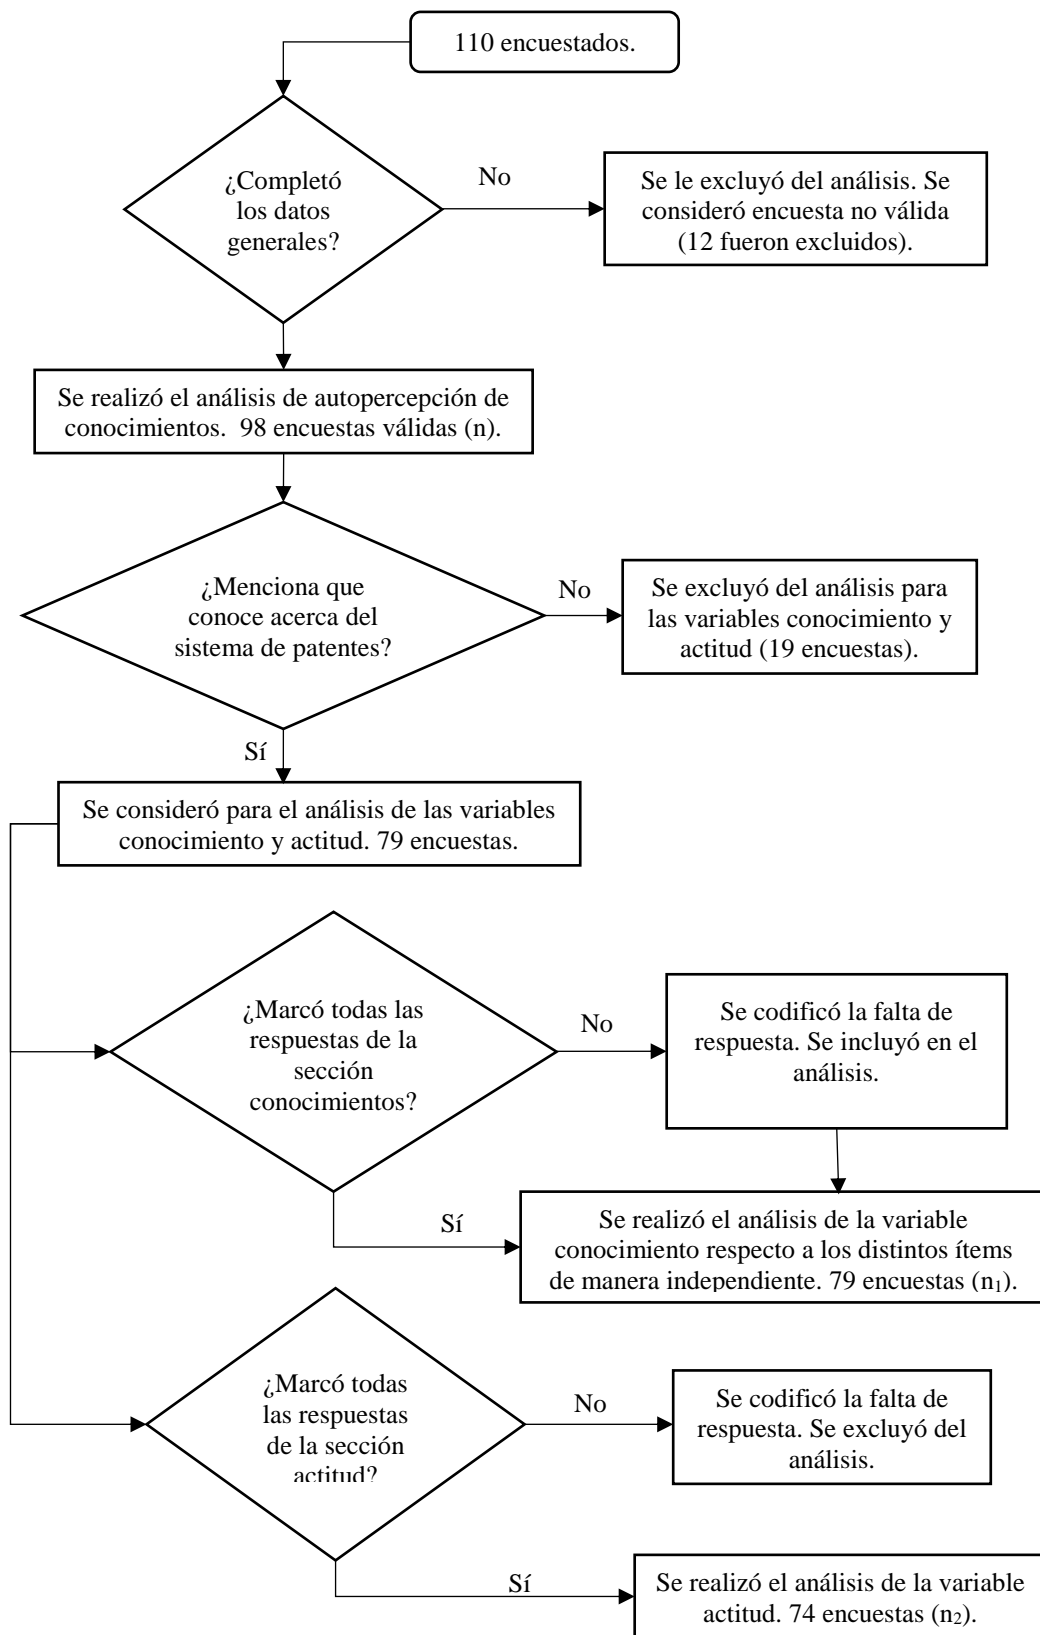 110 encuestados.
¿Completó
los datos
generales?
No
Se le excluyó del análisis. Se
consideró encuesta no válida
(12 fueron excluidos).
Se realizó el análisis de autopercepción de
conocimientos.  98 encuestas válidas (n).
¿Menciona que
conoce acerca del
sistema de patentes?
No
Se excluyó del análisis para
las variables conocimiento y
actitud (19 encuestas).
Sí
Se consideró para el análisis de las variables
conocimiento y actitud. 79 encuestas.
¿Marcó todas las
respuestas de la
sección
conocimientos?
No
Se codificó la falta de
respuesta. Se incluyó en el
análisis.
Sí
Se realizó el análisis de la variable
conocimiento respecto a los distintos ítems
de manera independiente. 79 encuestas (n₁).
¿Marcó todas
las respuestas
de la sección
actitud?
No
Se codificó la falta de
respuesta. Se excluyó del
análisis.
Sí
Se realizó el análisis de la variable
actitud. 74 encuestas (n₂).